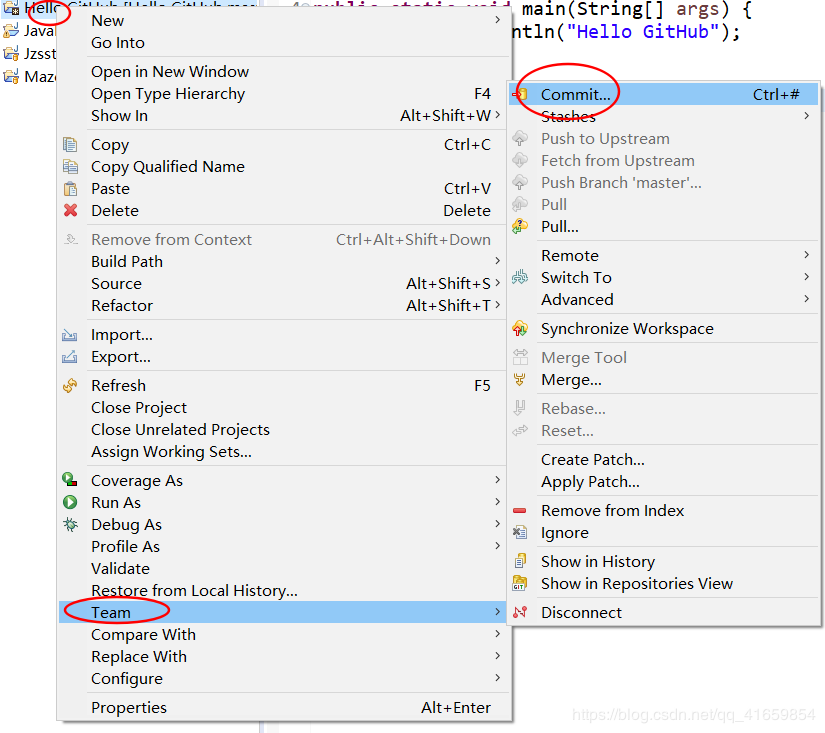 Hello
Java
Jzsst
Maze
public static void main(String[] args) {
ntln("Hello GitHub");
New
Go Into
Open in New Window
Open Type Hierarchy F4
Show In Alt+Shift+W
Copy Ctrl+C
Copy Qualified Name
Paste Ctrl+V
Delete Delete
Remove from Context Ctrl+Alt+Shift+Down
Build Path
Source Alt+Shift+S
Refactor Alt+Shift+T
Import...
Export...
Refresh F5
Close Project
Close Unrelated Projects
Assign Working Sets...
Coverage As
Run As
Debug As
Profile As
Validate
Restore from Local History...
Team
Compare With
Replace With
Configure
Properties Alt+Enter
Commit... Ctrl+#
Stashes
Push to Upstream
Fetch from Upstream
Push Branch 'master'...
Pull
Pull...
Remote
Switch To
Advanced
Synchronize Workspace
Merge Tool
Merge...
Rebase...
Reset...
Create Patch...
Apply Patch...
Remove from Index
Ignore
Show in History
Show in Repositories View
Disconnect
https://blog.csdn.net/qq_41659854